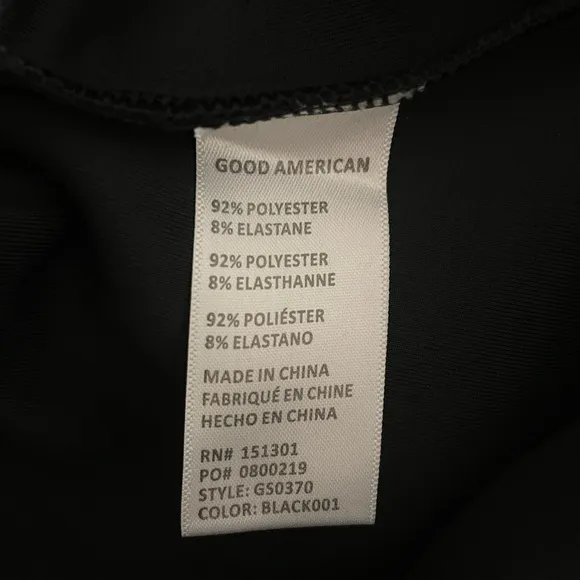 GOOD AMERICAN
92% POLYESTER
8% ELASTANE
92% POLYESTER
8% ELASTHANNE
92% POLIÉSTER
8% ELASTANO
MADE IN CHINA
FABRIQUÉ EN CHINE
HECHO EN CHINA
RN# 151301
PO# 0800219
STYLE: GS0370
COLOR: BLACK001